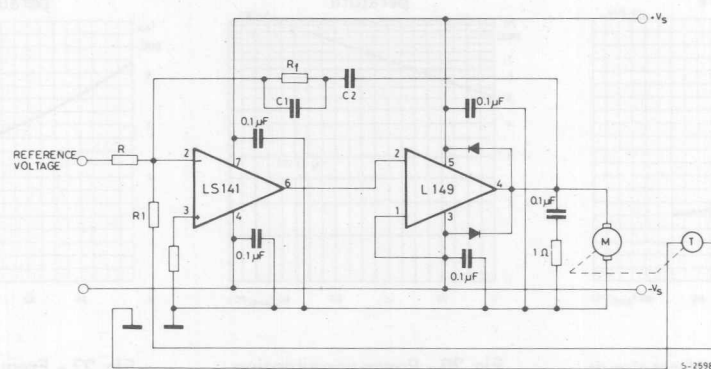 +Vs
Rf
C1
C2
0.1µF
0.1µF
REFERENCE
VOLTAGE
R
2
7
LS141
6
3
4
R1
0.1µF
2
5
L149
4
1
3
0.1µF
0.1µF
1Ω
M
T
-Vs
S-2598